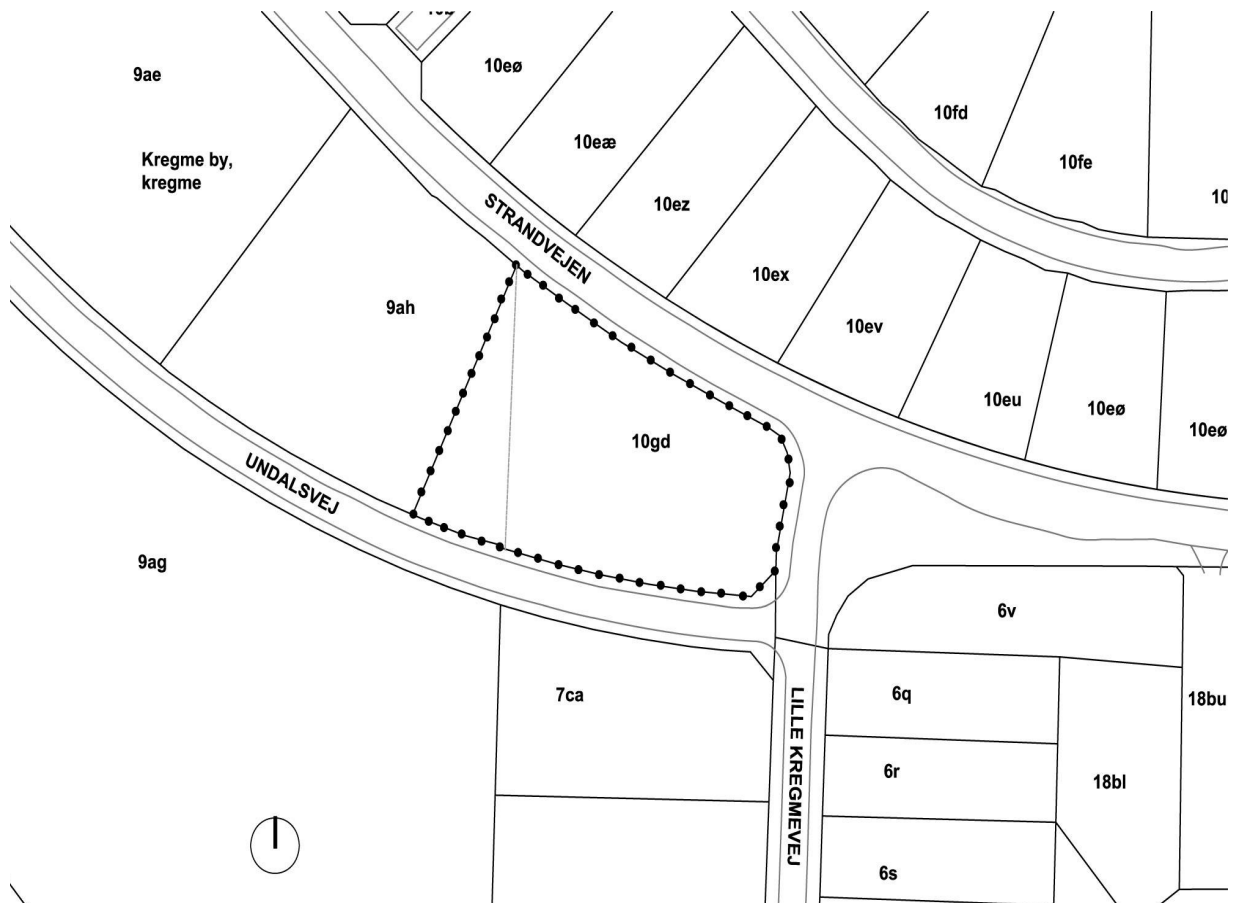 9ae
10eø
10fd
10eæ
Kregme by,
kregme
10fe
10
10ez
STRANDVEJEN
10ex
9ah
10ev
10eu
10eø
10eø
10gd
UNDALSVEJ
9ag
6v
7ca
6q
18bu
LILLE KREGMEVEJ
6r
18bl
6s